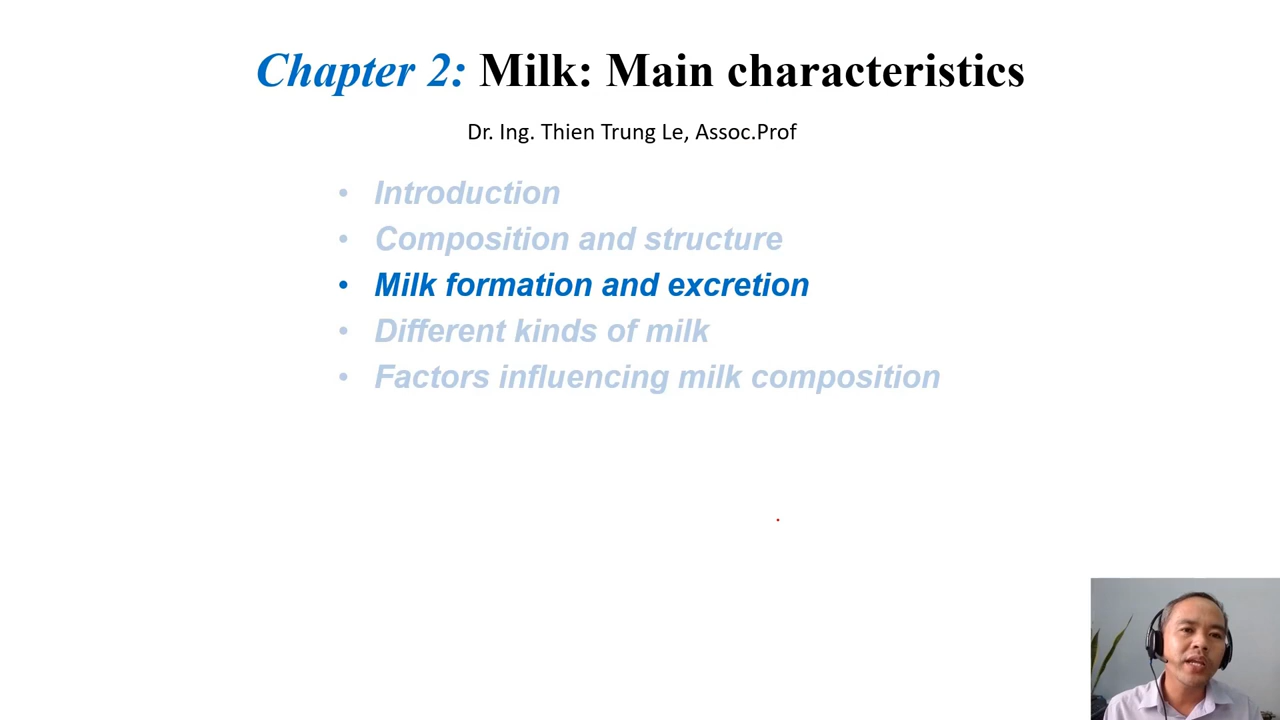 Chapter 2: Milk: Main characteristics
Dr. Ing. Thien Trung Le, Assoc.Prof
• Introduction
• Composition and structure
• Milk formation and excretion
• Different kinds of milk
• Factors influencing milk composition